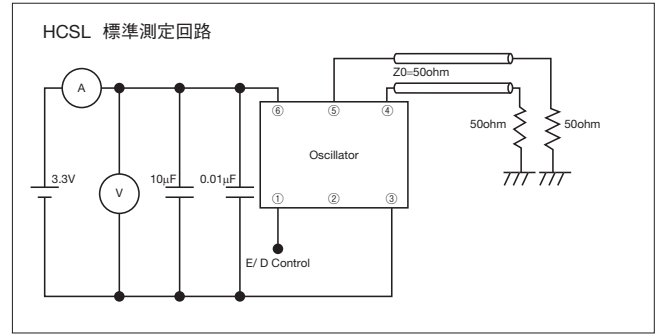 HCSL 標準測定回路
A
Z0=50ohm
⑥ ⑤ ④
50ohm 50ohm
Oscillator
3.3V V 10μF 0.01μF
① ② ③
E/ D Control